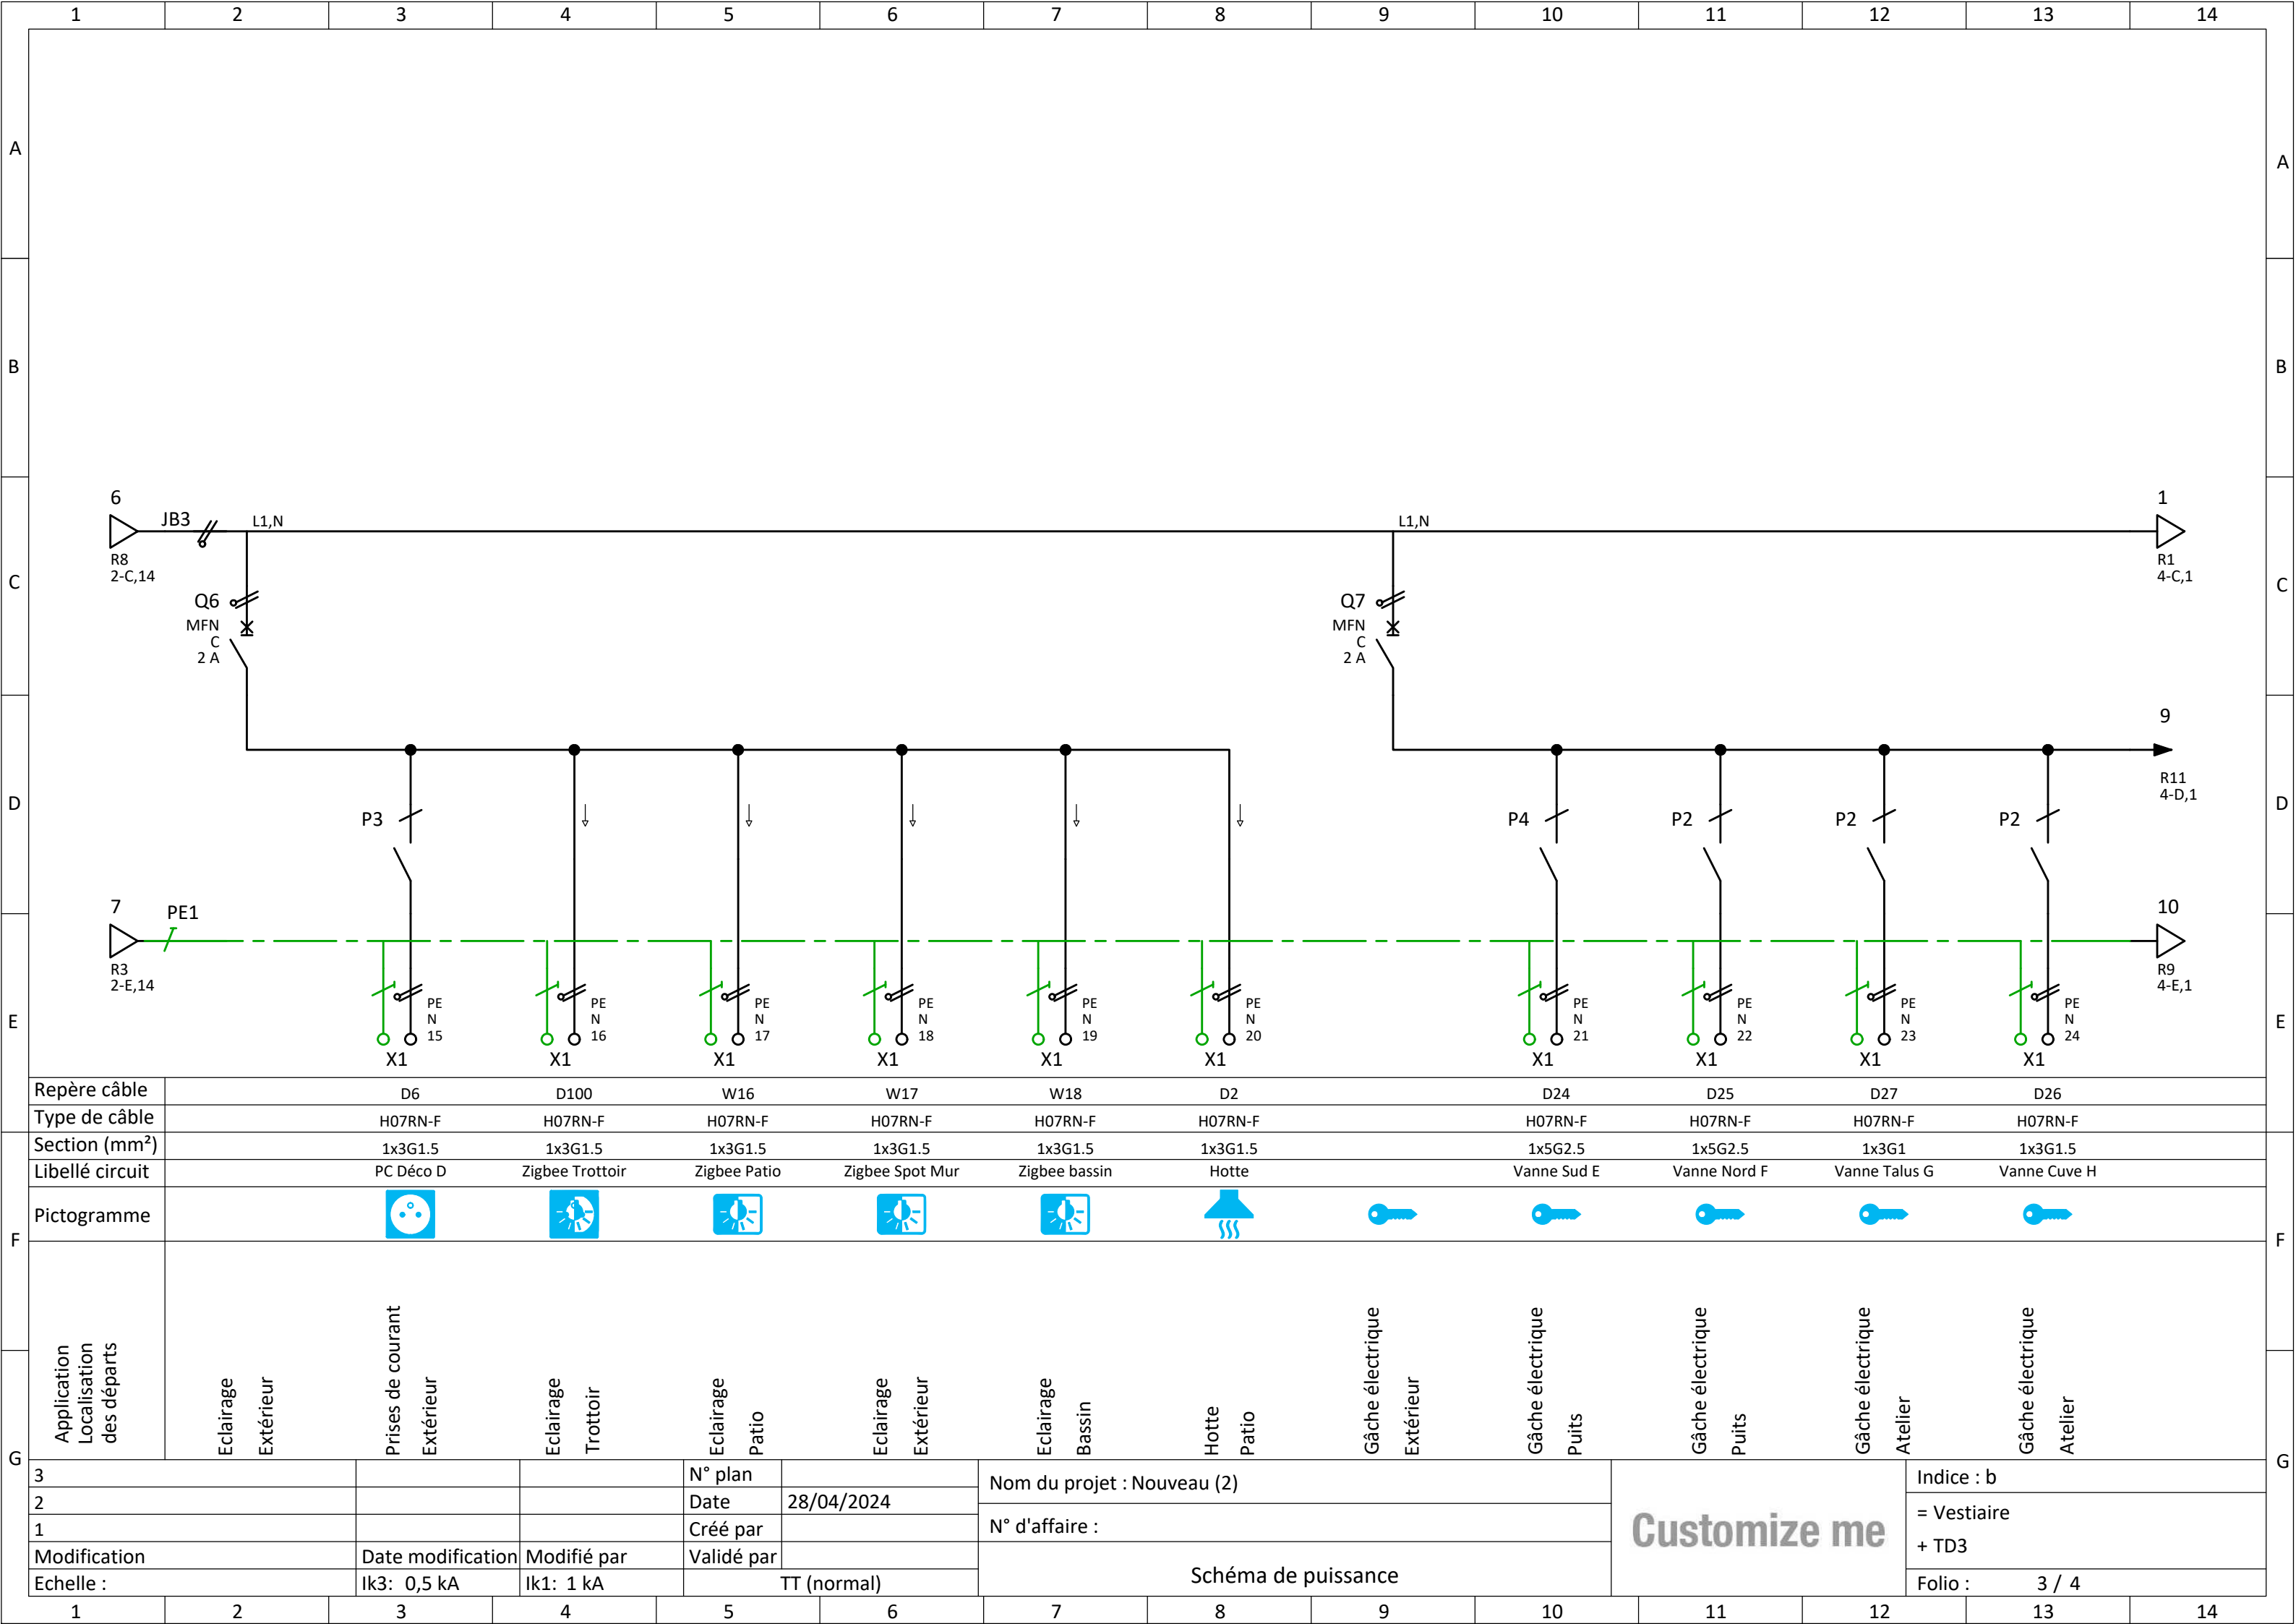 1 2 3 4 5 6 7 8 9 10 11 12 13 14
A A
B B
6 1
JB3 L1,N L1,N
R8 R1
2-C,14 4-C,1
C C
Q6 Q7
MFN MFN
C C
2 A 2 A
9
R11
4-D,1
D D
P3 P4 P2 P2 P2
7 PE1 10
R3 R9
2-E,14 4-E,1
PE PE PE PE PE PE PE PE PE PE
N N N N N N N N N N
E E
15 16 17 18 19 20 21 22 23 24
X1 X1 X1 X1 X1 X1 X1 X1 X1 X1
Repère câble D6 D100 W16 W17 W18 D2 D24 D25 D27 D26
Type de câble H07RN-F H07RN-F H07RN-F H07RN-F H07RN-F H07RN-F H07RN-F H07RN-F H07RN-F H07RN-F
Section (mm²) 1x3G1.5 1x3G1.5 1x3G1.5 1x3G1.5 1x3G1.5 1x3G1.5 1x5G2.5 1x5G2.5 1x3G1 1x3G1.5
Libellé circuit PC Déco D Zigbee Trottoir Zigbee Patio Zigbee Spot Mur Zigbee bassin Hotte Vanne Sud E Vanne Nord F Vanne Talus G Vanne Cuve H
Pictogramme
F F
Application
Localisation
des départs
Eclairage
Extérieur
Prises de courant
Extérieur
Eclairage
Trottoir
Eclairage
Patio
Eclairage
Extérieur
Eclairage
Bassin
Hotte
Patio
Gâche électrique
Extérieur
Gâche électrique
Puits
Gâche électrique
Puits
Gâche électrique
Atelier
Gâche électrique
Atelier
G G
3 N° plan
2 Date 28/04/2024
1 Créé par
Modification Date modification Modifié par Validé par
Echelle : Ik3: 0,5 kA Ik1: 1 kA TT (normal)
Nom du projet : Nouveau (2)
N° d'affaire :
Schéma de puissance
Customize me
Indice : b
= Vestiaire
+ TD3
Folio : 3 / 4
1 2 3 4 5 6 7 8 9 10 11 12 13 14